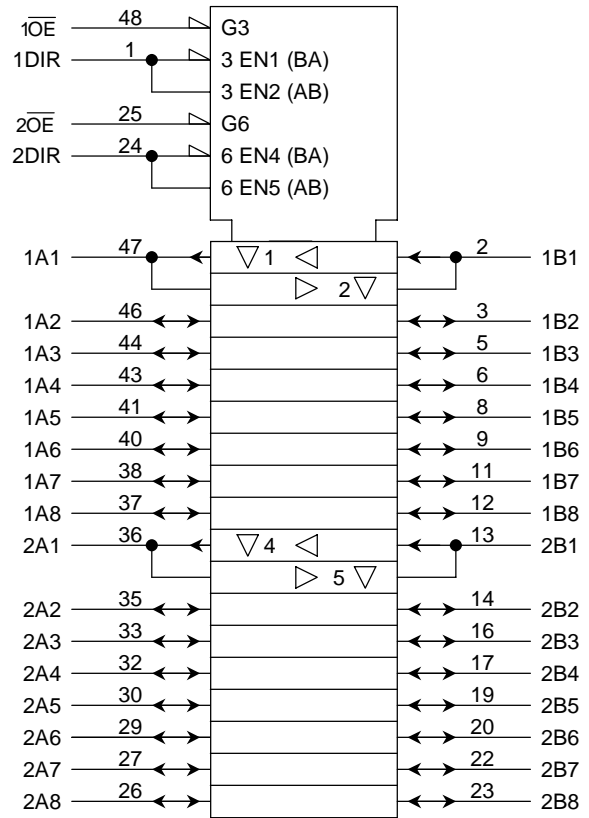 1O̅E̅ 48 G3
1DIR 1 3 EN1 (BA)
3 EN2 (AB)
2O̅E̅ 25 G6
2DIR 24 6 EN4 (BA)
6 EN5 (AB)
1A1 47 1 2 1B1
2
1A2 46 3 1B2
1A3 44 5 1B3
1A4 43 6 1B4
1A5 41 8 1B5
1A6 40 9 1B6
1A7 38 11 1B7
1A8 37 12 1B8
2A1 36 4 13 2B1
5
2A2 35 14 2B2
2A3 33 16 2B3
2A4 32 17 2B4
2A5 30 19 2B5
2A6 29 20 2B6
2A7 27 22 2B7
2A8 26 23 2B8